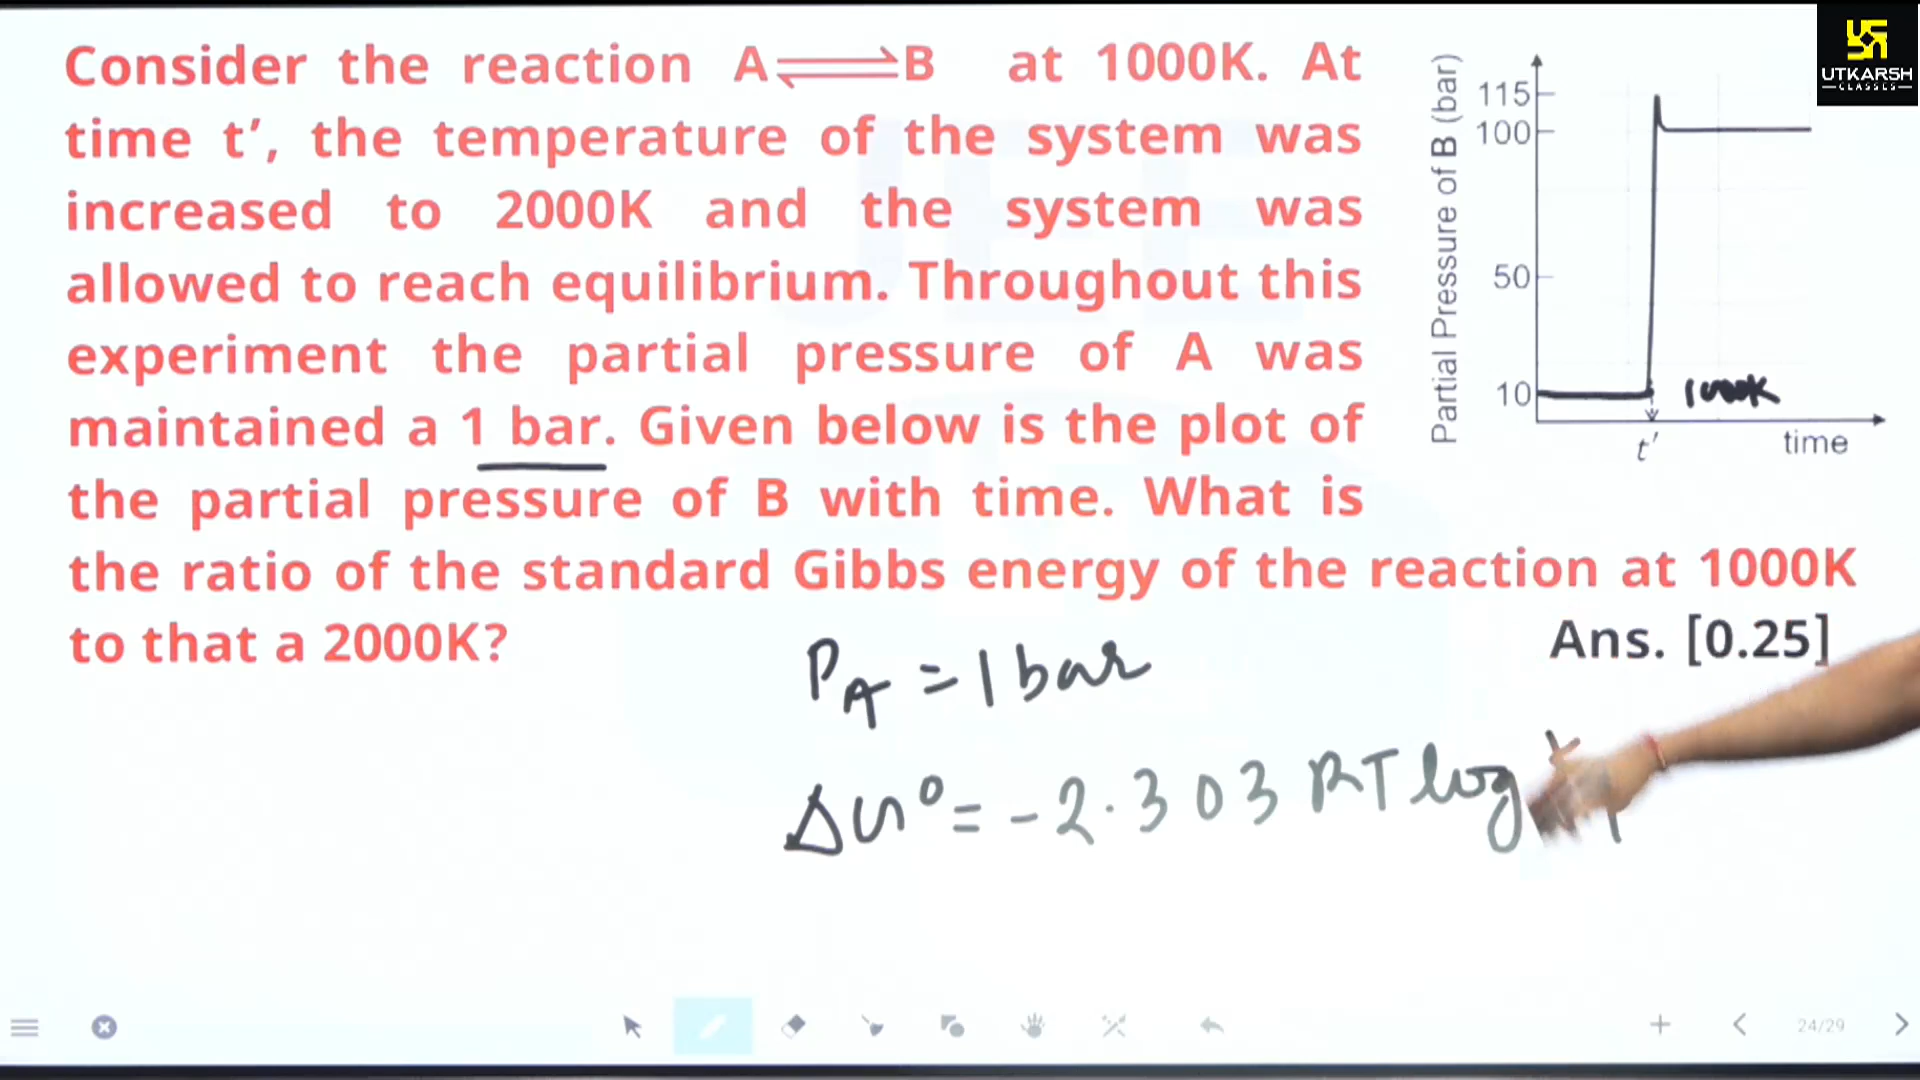 Consider the reaction A⇌B at 1000K. At
time t′, the temperature of the system was
increased to 2000K and the system was
allowed to reach equilibrium. Throughout this
experiment the partial pressure of A was
maintained a 1 bar. Given below is the plot of
the partial pressure of B with time. What is
the ratio of the standard Gibbs energy of the reaction at 1000K
to that a 2000K?
Ans. [0.25]
Partial Pressure of B (bar)
115
100
50
10
1000K
t′
time
UTKARSH
CLASSES
P_A = 1 bar
ΔG° = -2.303 RT log
24/29